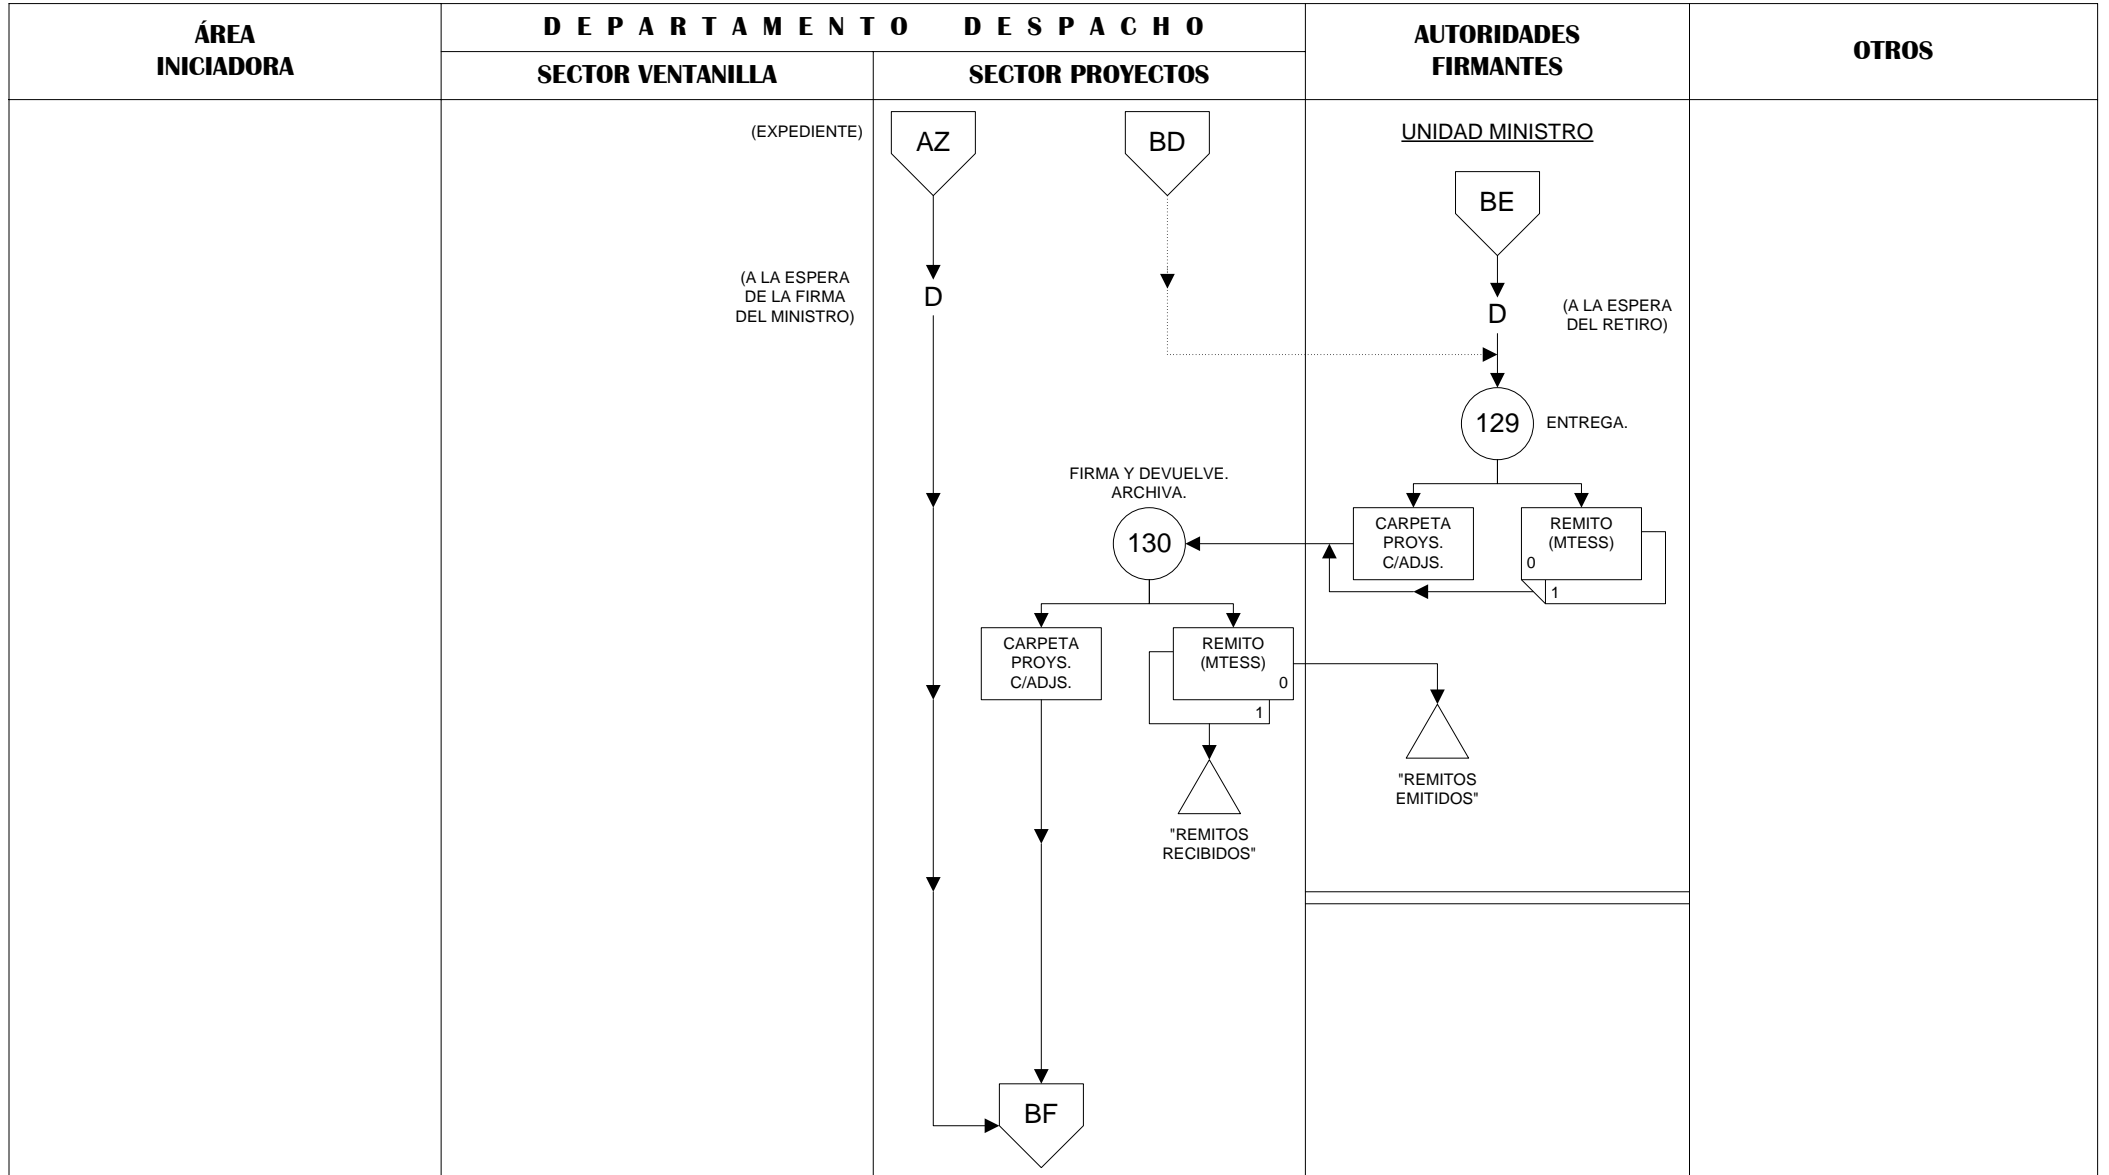 ÁREA
INICIADORA
DEPARTAMENTO DESPACHO
SECTOR VENTANILLA
SECTOR PROYECTOS
AUTORIDADES
FIRMANTES
OTROS
(EXPEDIENTE)
AZ
BD
UNIDAD MINISTRO
BE
(A LA ESPERA
DE LA FIRMA
DEL MINISTRO)
D
D
(A LA ESPERA
DEL RETIRO)
129
ENTREGA.
FIRMA Y DEVUELVE.
ARCHIVA.
130
CARPETA
PROYS.
C/ADJS.
REMITO
(MTESS)
0
1
CARPETA
PROYS.
C/ADJS.
REMITO
(MTESS)
0
1
"REMITOS
EMITIDOS"
"REMITOS
RECIBIDOS"
BF